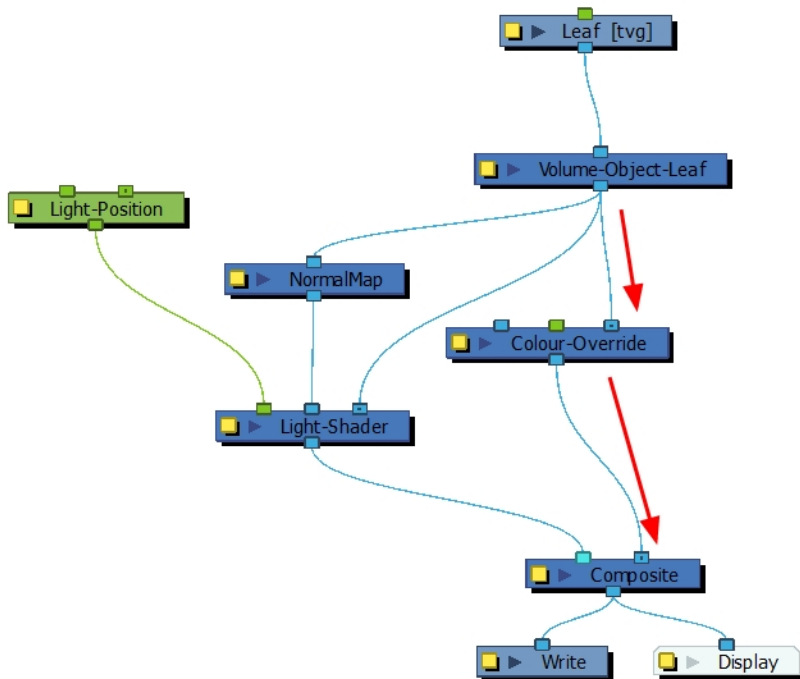 Leaf [tvg]
Volume-Object-Leaf
Light-Position
NormalMap
Colour-Override
Light-Shader
Composite
Write
Display